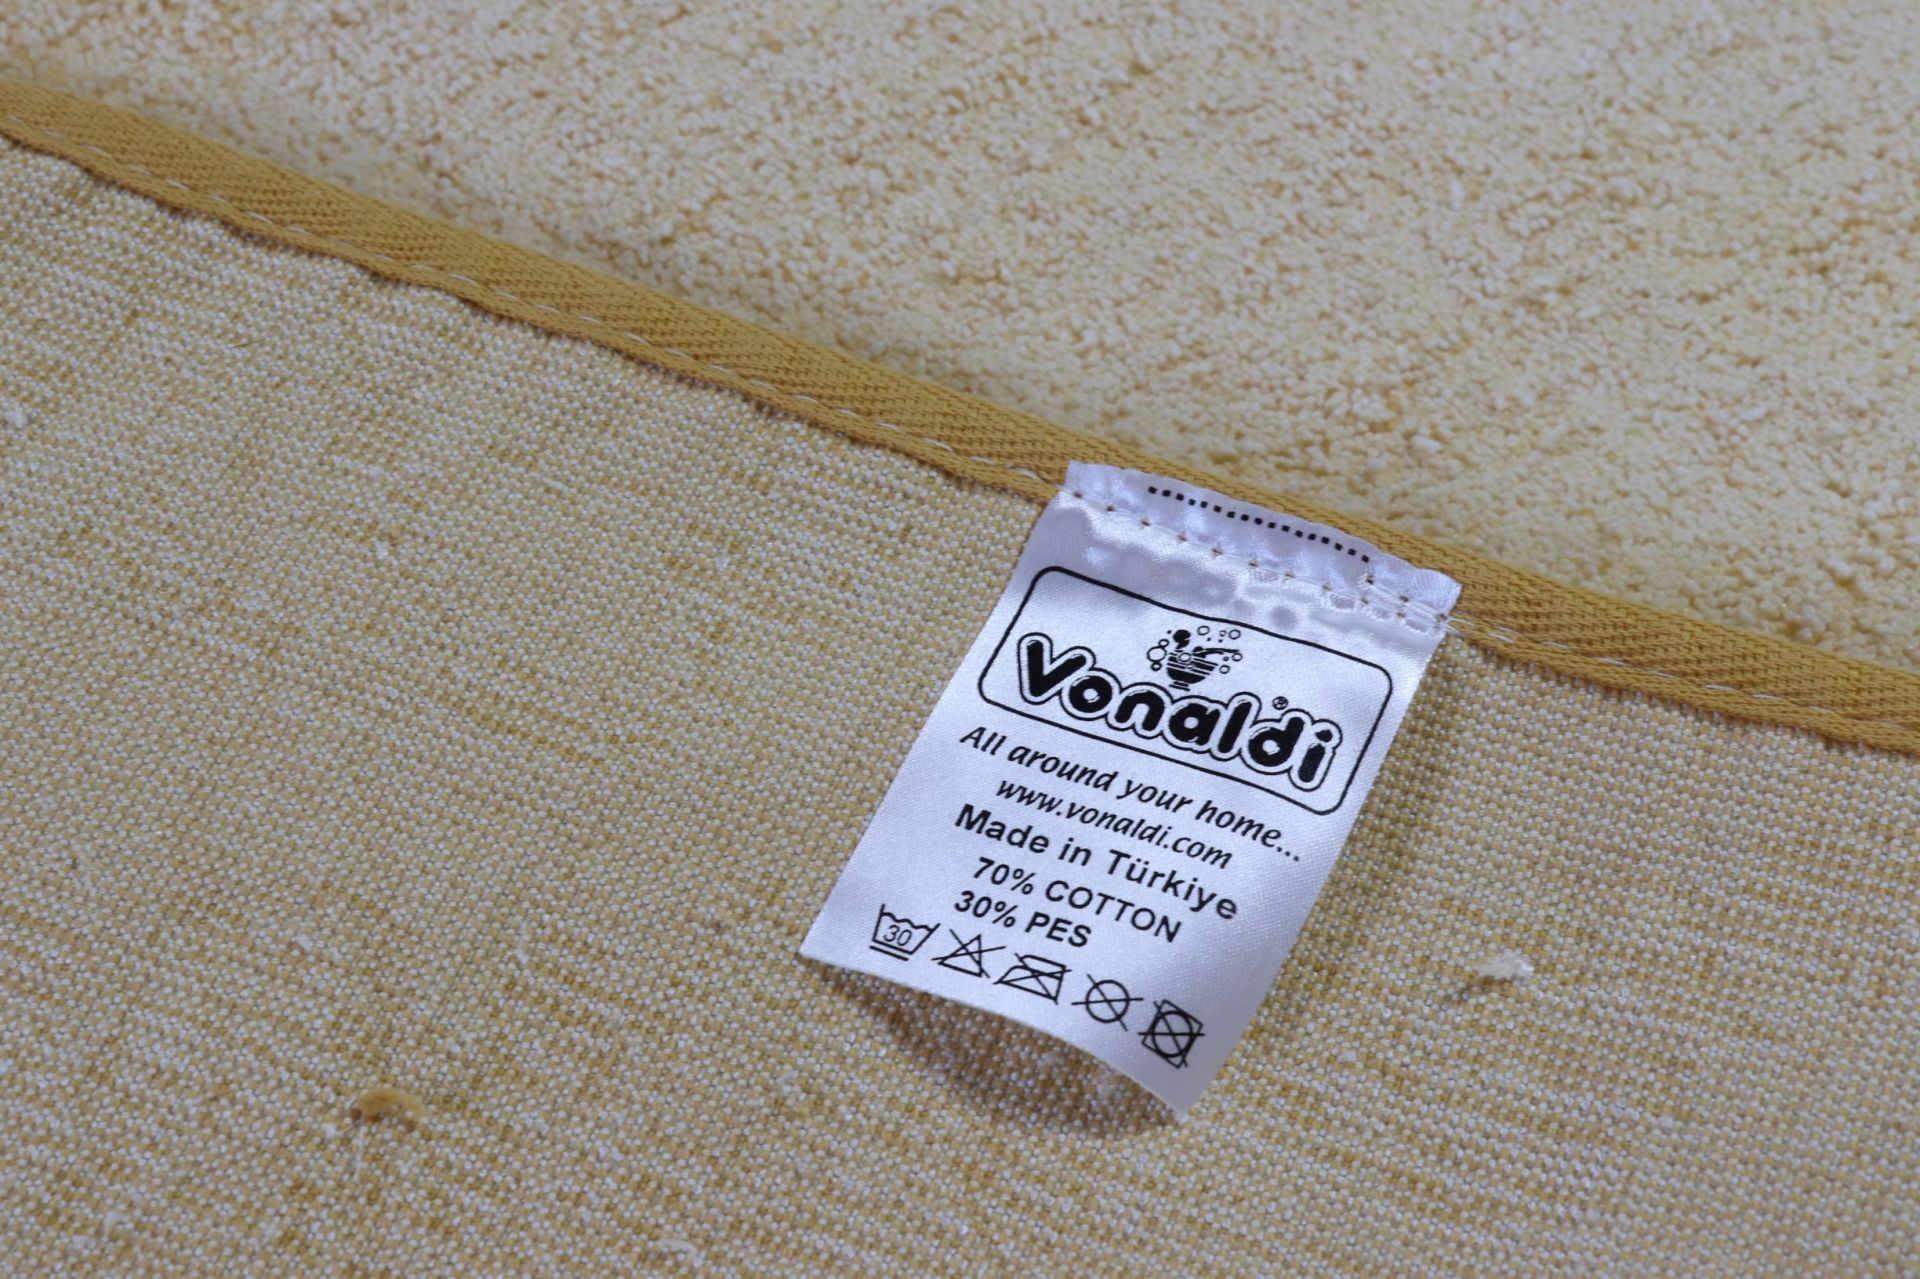 Vonaldi®
All around your home...
www.vonaldi.com
Made in Türkiye
70% COTTON
30% PES
30